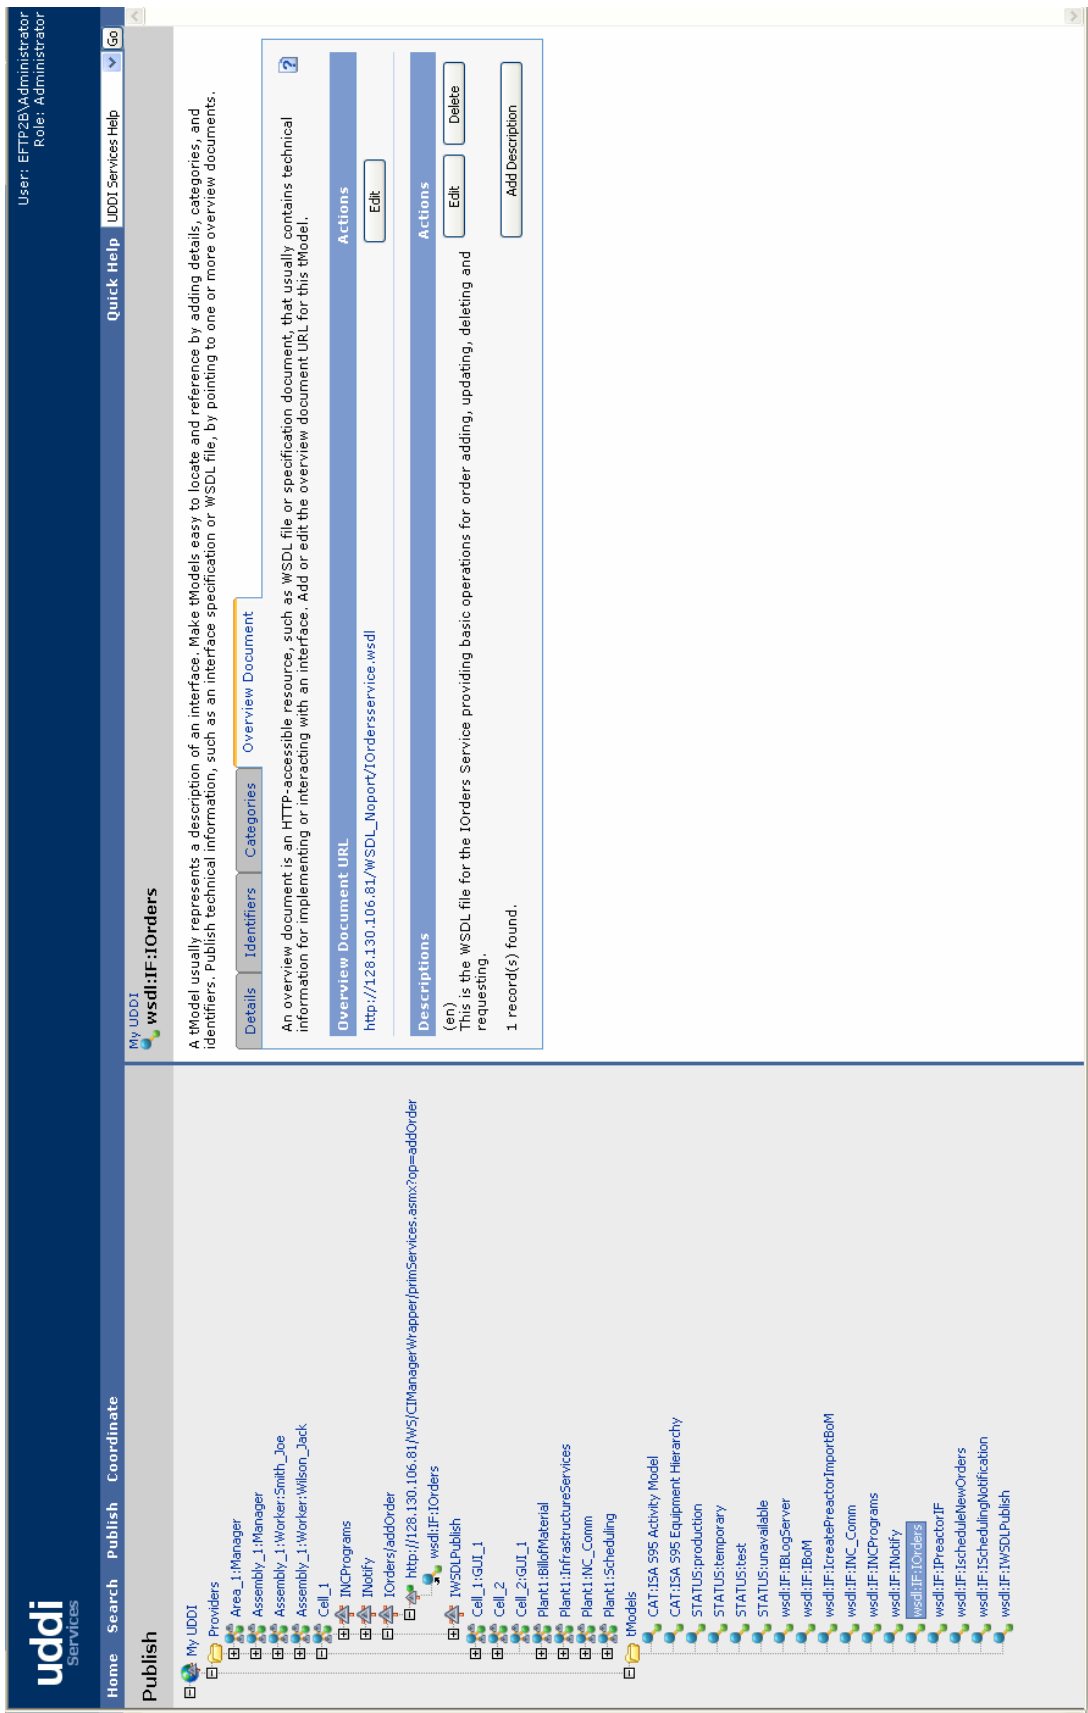 uddi
Services
User: EFTP2B\Administrator
Role: Administrator
Home Search Publish Coordinate
Quick Help UDDI Services Help Go
Publish
My UDDI
Providers
Area_1:Manager
Assembly_1:Manager
Assembly_1:Worker:Smith_Joe
Assembly_1:Worker:Wilson_Jack
Cell_1
INCPrograms
INotify
IOrders/addOrder
http://128.130.106.81/WS/CIManagerWrapper/primServices.asmx?op=addOrder
wsdl:IF:IOrders
IWSDLPublish
Cell_1:GUI_1
Cell_2
Cell_2:GUI_1
Plant1:BillofMaterial
Plant1:InfrastructureServices
Plant1:NC_Comm
Plant1:Scheduling
tModels
CAT:ISA S95 Activity Model
CAT:ISA S95 Equipment Hierarchy
STATUS:production
STATUS:temporary
STATUS:test
STATUS:unavailable
wsdl:IF:IBLogServer
wsdl:IF:IBoM
wsdl:IF:IcreatePreactorImportBoM
wsdl:IF:INC_Comm
wsdl:IF:INCPrograms
wsdl:IF:INotify
wsdl:IF:IOrders
wsdl:IF:IPreactorIF
wsdl:IF:IscheduleNewOrders
wsdl:IF:ISchedulingNotification
wsdl:IF:IWSDLPublish
My UDDI
wsdl:IF:IOrders
A tModel usually represents a description of an interface. Make tModels easy to locate and reference by adding details, categories, and
identifiers. Publish technical information, such as an interface specification or WSDL file, by pointing to one or more overview documents.
Details Identifiers Categories Overview Document
An overview document is an HTTP-accessible resource, such as WSDL file or specification document, that usually contains technical
information for implementing or interacting with an interface. Add or edit the overview document URL for this tModel.
Overview Document URL Actions
http://128.130.106.81/WSDL_Noport/IOrdersservice.wsdl Edit
Descriptions Actions
(en)
This is the WSDL file for the IOrders Service providing basic operations for order adding, updating, deleting and
requesting.
Edit Delete
1 record(s) found. Add Description